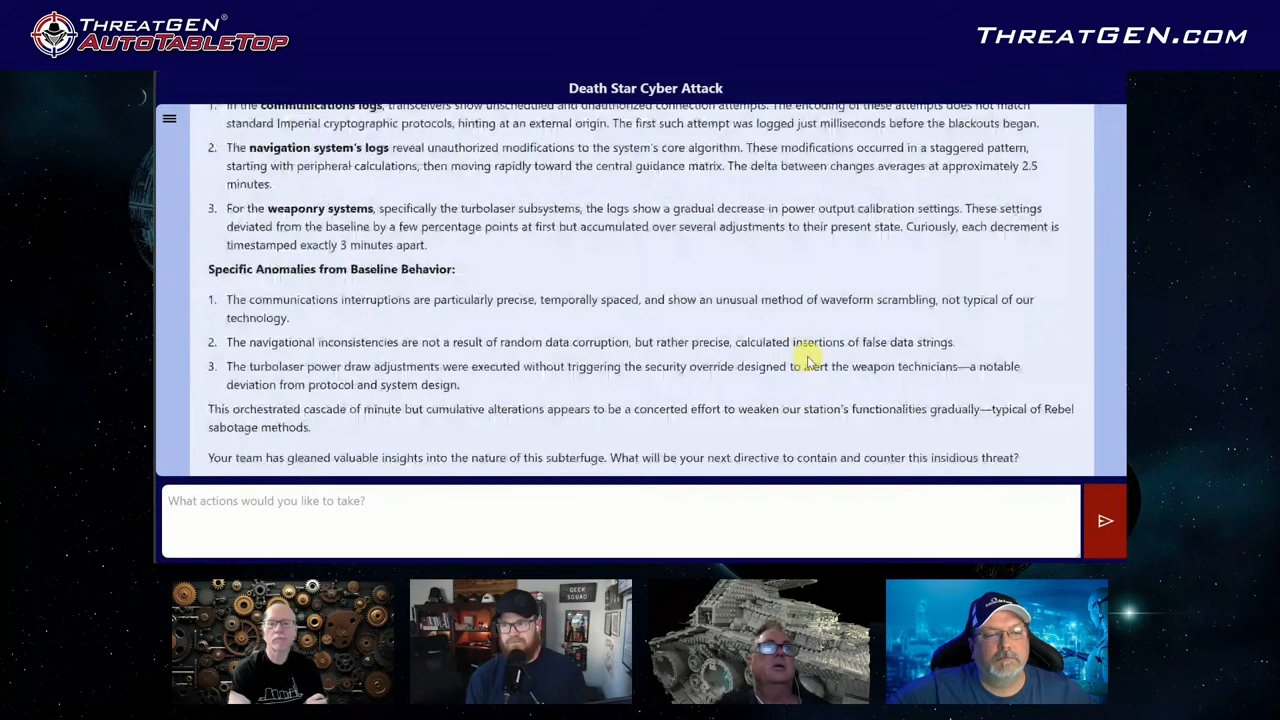 THREATGEN®
AUTOTABLETOP
THREATGEN.COM
Death Star Cyber Attack
1. In the communications logs, transceivers show unscheduled and unauthorized connection attempts. The encoding of these attempts does not match
standard Imperial cryptographic protocols, hinting at an external origin. The first such attempt was logged just milliseconds before the blackouts began.
2. The navigation system's logs reveal unauthorized modifications to the system's core algorithm. These modifications occurred in a staggered pattern,
starting with peripheral calculations, then moving rapidly toward the central guidance matrix. The delta between changes averages at approximately 2.5
minutes.
3. For the weaponry systems, specifically the turbolaser subsystems, the logs show a gradual decrease in power output calibration settings. These settings
deviated from the baseline by a few percentage points at first but accumulated over several adjustments to their present state. Curiously, each decrement is
timestamped exactly 3 minutes apart.
Specific Anomalies from Baseline Behavior:
1. The communications interruptions are particularly precise, temporally spaced, and show an unusual method of waveform scrambling, not typical of our
technology.
2. The navigational inconsistencies are not a result of random data corruption, but rather precise, calculated insertions of false data strings.
3. The turbolaser power draw adjustments were executed without triggering the security override designed to alert the weapon technicians—a notable
deviation from protocol and system design.
This orchestrated cascade of minute but cumulative alterations appears to be a concerted effort to weaken our station's functionalities gradually—typical of Rebel
sabotage methods.
Your team has gleaned valuable insights into the nature of this subterfuge. What will be your next directive to contain and counter this insidious threat?
What actions would you like to take?
GEEK
SQUAD